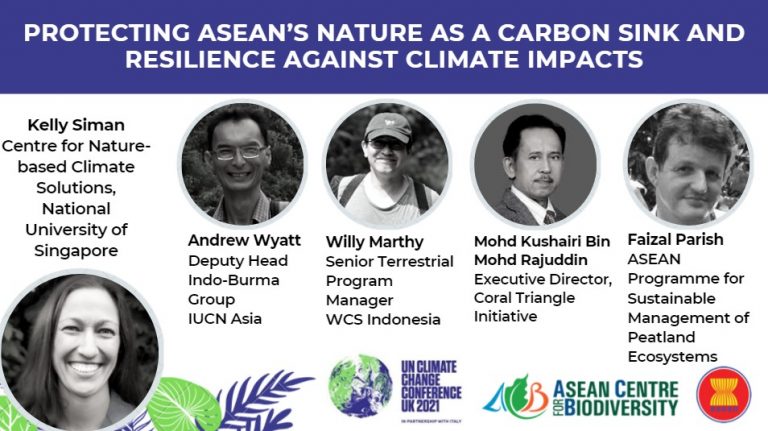 PROTECTING ASEAN'S NATURE AS A CARBON SINK AND
RESILIENCE AGAINST CLIMATE IMPACTS
Kelly Siman
Centre for Nature-
based Climate
Solutions,
National
University of
Singapore
Andrew Wyatt
Deputy Head
Indo-Burma
Group
IUCN Asia
Willy Marthy
Senior Terrestrial
Program
Manager
WCS Indonesia
Mohd Kushairi Bin
Mohd Rajuddin
Executive Director,
Coral Triangle
Initiative
Faizal Parish
ASEAN
Programme for
Sustainable
Management of
Peatland
Ecosystems
UN CLIMATE
CHANGE
CONFERENCE
UK 2021
IN PARTNERSHIP WITH ITALY
ACB
ASEAN CENTRE
FOR BIODIVERSITY
asean